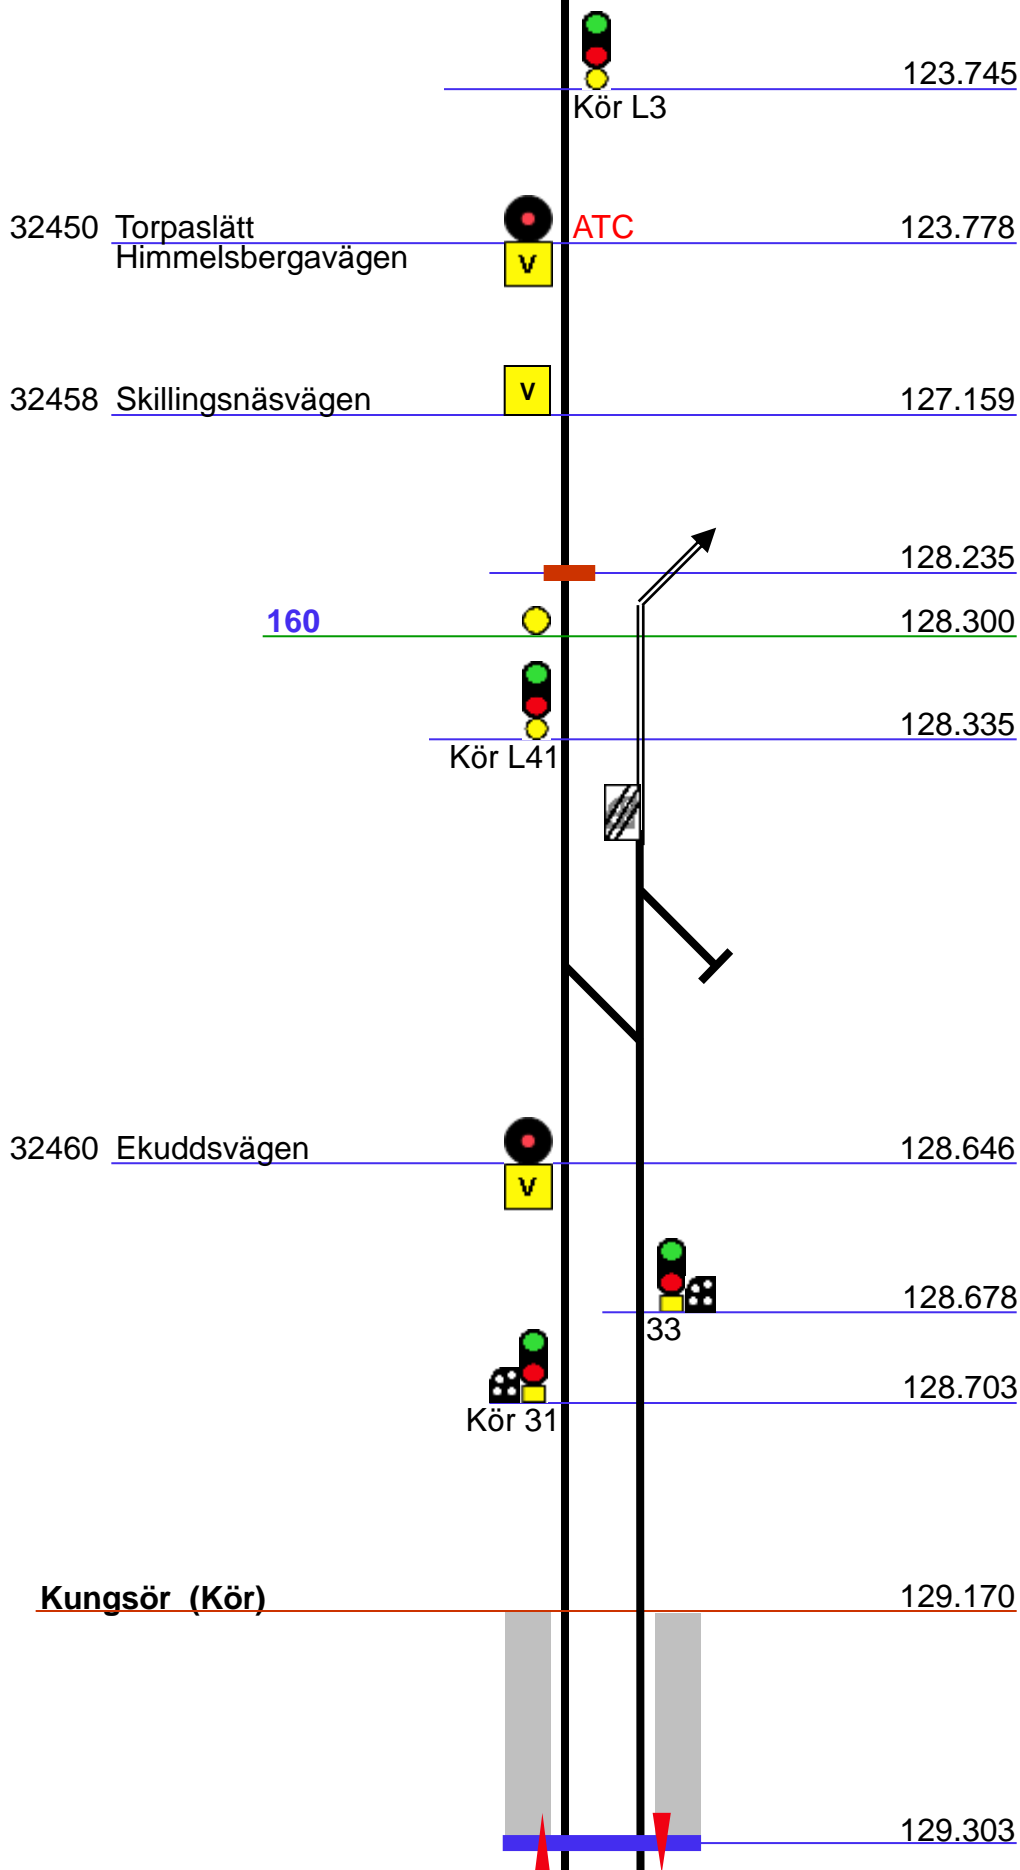 123.745
Kör L3
32450 Torpaslätt ATC 123.778
Himmelsbergavägen
V
32458 Skillingsnäsvägen V 127.159
128.235
160 128.300
128.335
Kör L41
32460 Ekuddsvägen 128.646
V
128.678
33
128.703
Kör 31
Kungsör (Kör) 129.170
129.303